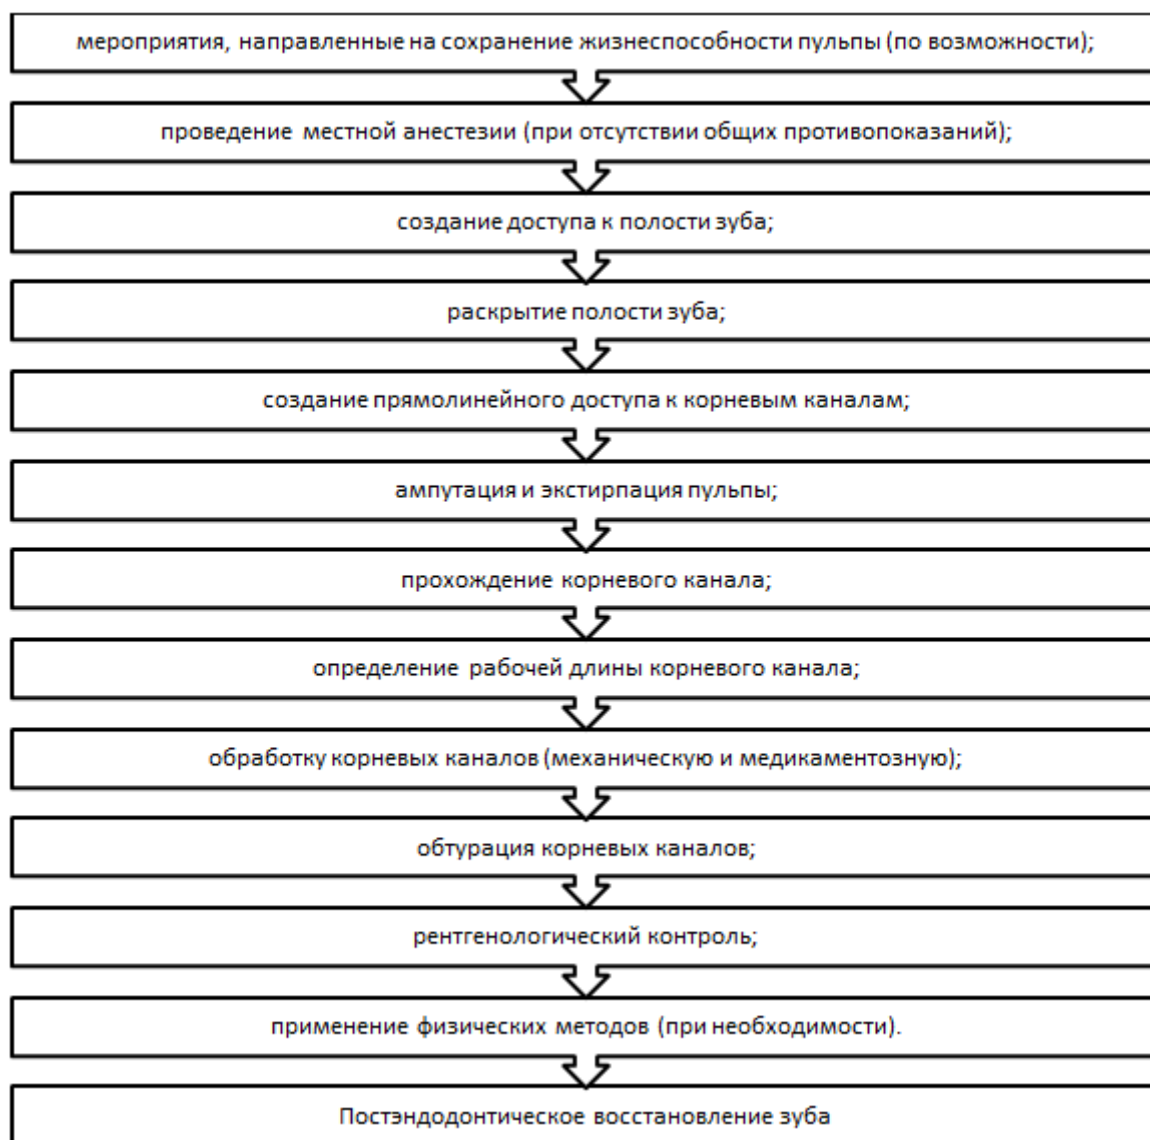 мероприятия, направленные на сохранение жизнеспособности пульпы (по возможности);
проведение местной анестезии (при отсутствии общих противопоказаний);
создание доступа к полости зуба;
раскрытие полости зуба;
создание прямолинейного доступа к корневым каналам;
ампутация и экстирпация пульпы;
прохождение корневого канала;
определение рабочей длины корневого канала;
обработку корневых каналов (механическую и медикаментозную);
обтурация корневых каналов;
рентгенологический контроль;
применение физических методов (при необходимости).
Постэндодонтическое восстановление зуба